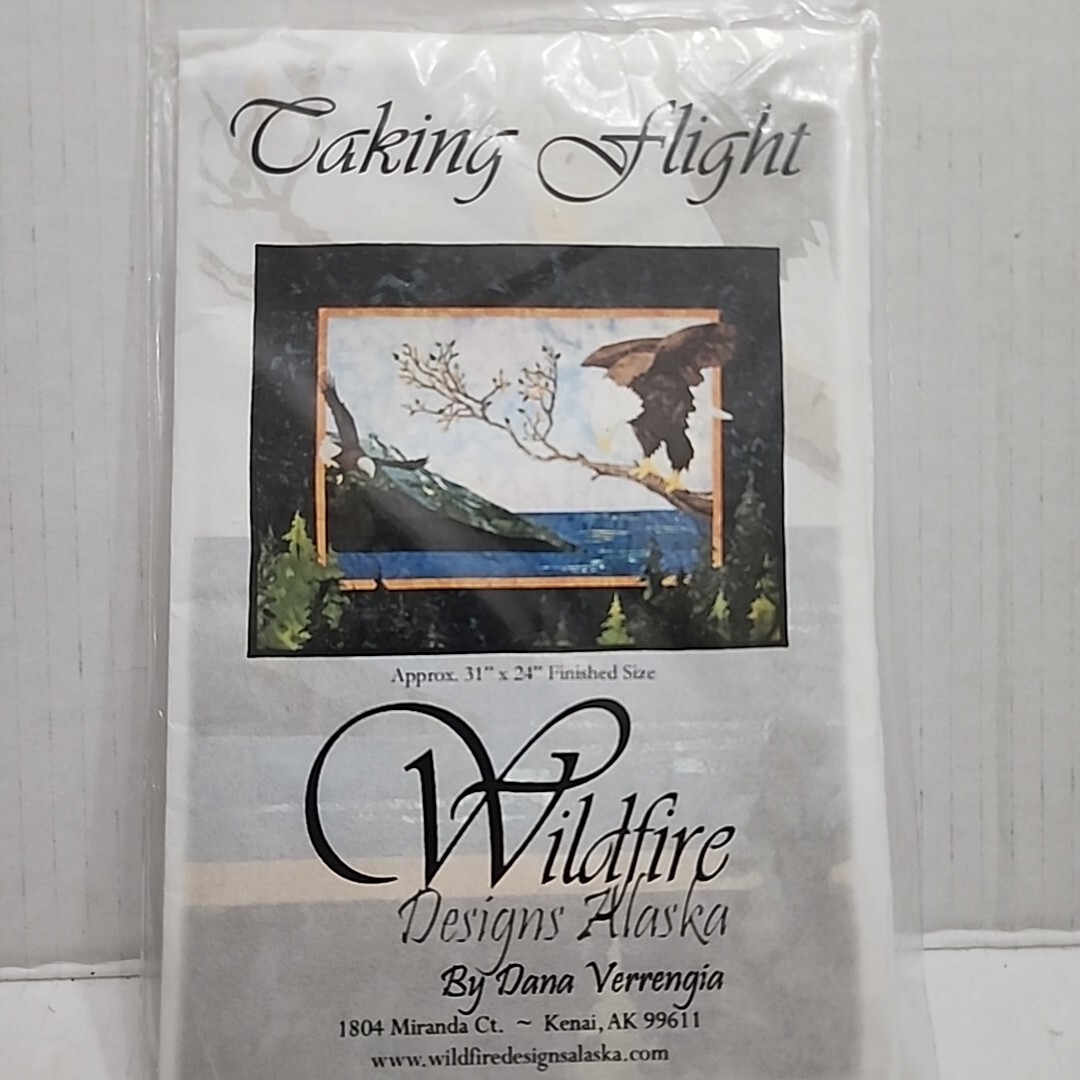 Taking Flight
Approx. 31" x 24" Finished Size
Wildfire
Designs Alaska
By Dana Verrengia
1804 Miranda Ct. ~ Kenai, AK 99611
www.wildfiredesignsalaska.com